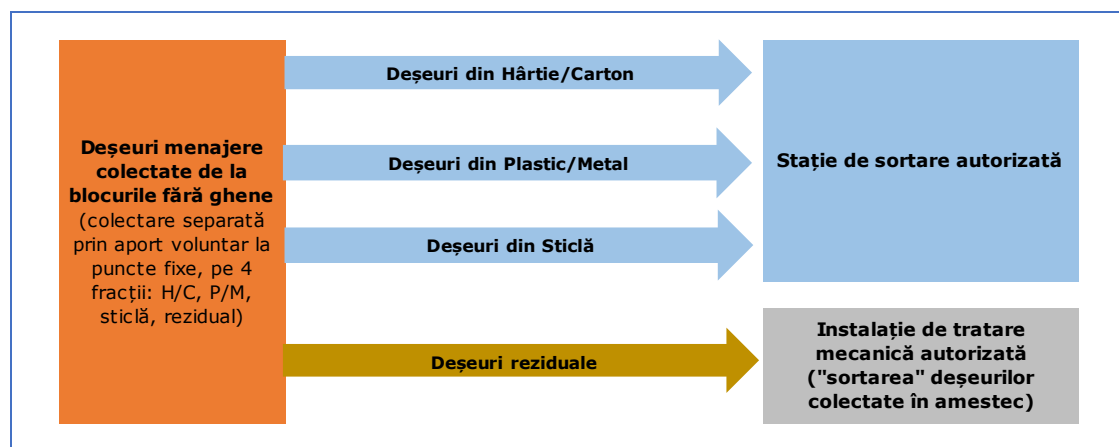 Deșeuri menajere
colectate de la
blocurile fără ghene
(colectare separată
prin aport voluntar la
puncte fixe, pe 4
fracții: H/C, P/M,
sticlă, rezidual)
Deșeuri din Hârtie/Carton
Deșeuri din Plastic/Metal
Deșeuri din Sticlă
Deșeuri reziduale
Stație de sortare autorizată
Instalație de tratare
mecanică autorizată
("sortarea" deșeurilor
colectate în amestec)